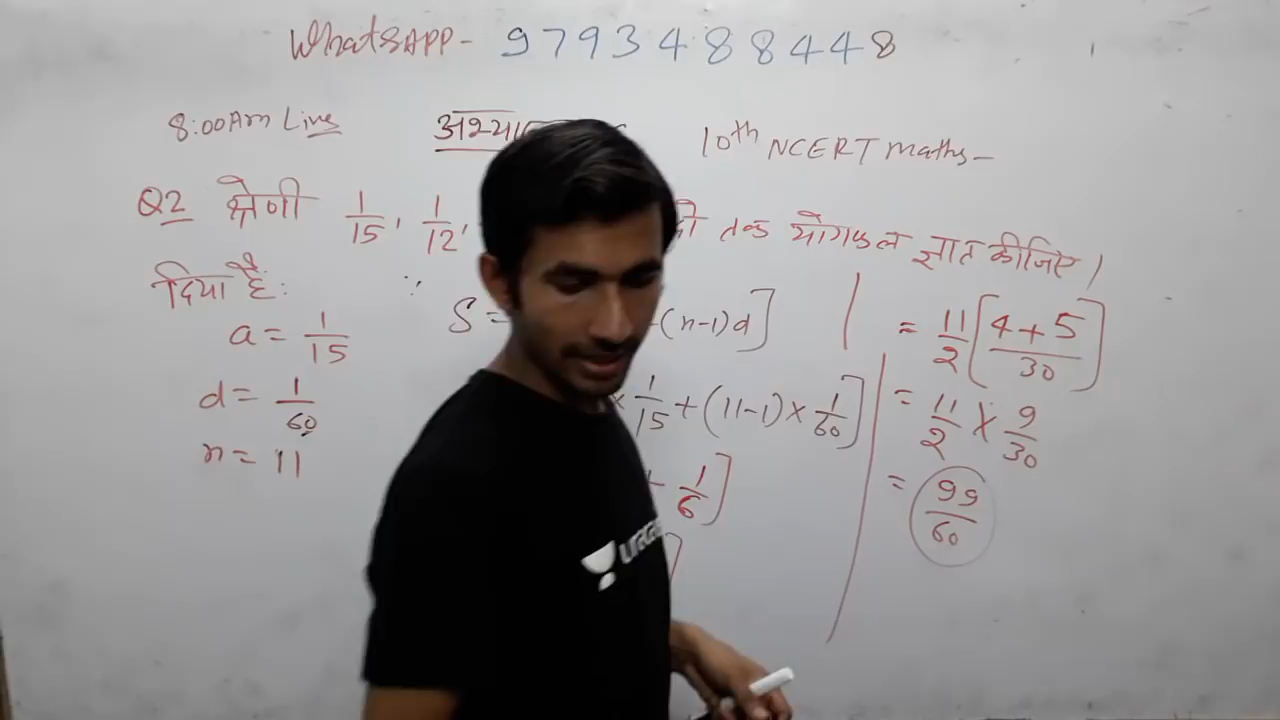 WhatsAPP- 9793488448
8:00Am Live
10th NCERT maths-
Q2 श्रेणी 1/15, 1/12, तक योगफल ज्ञात कीजिए।
दिया है:
a = 1/15
d = 1/60
n = 11
∵ S =
(n-1)d]
× 1/15 + (11-1) × 1/60]
+ 1/6]
]
= 11/2 [4+5/30]
= 11/2 × 9/30
= 99/60